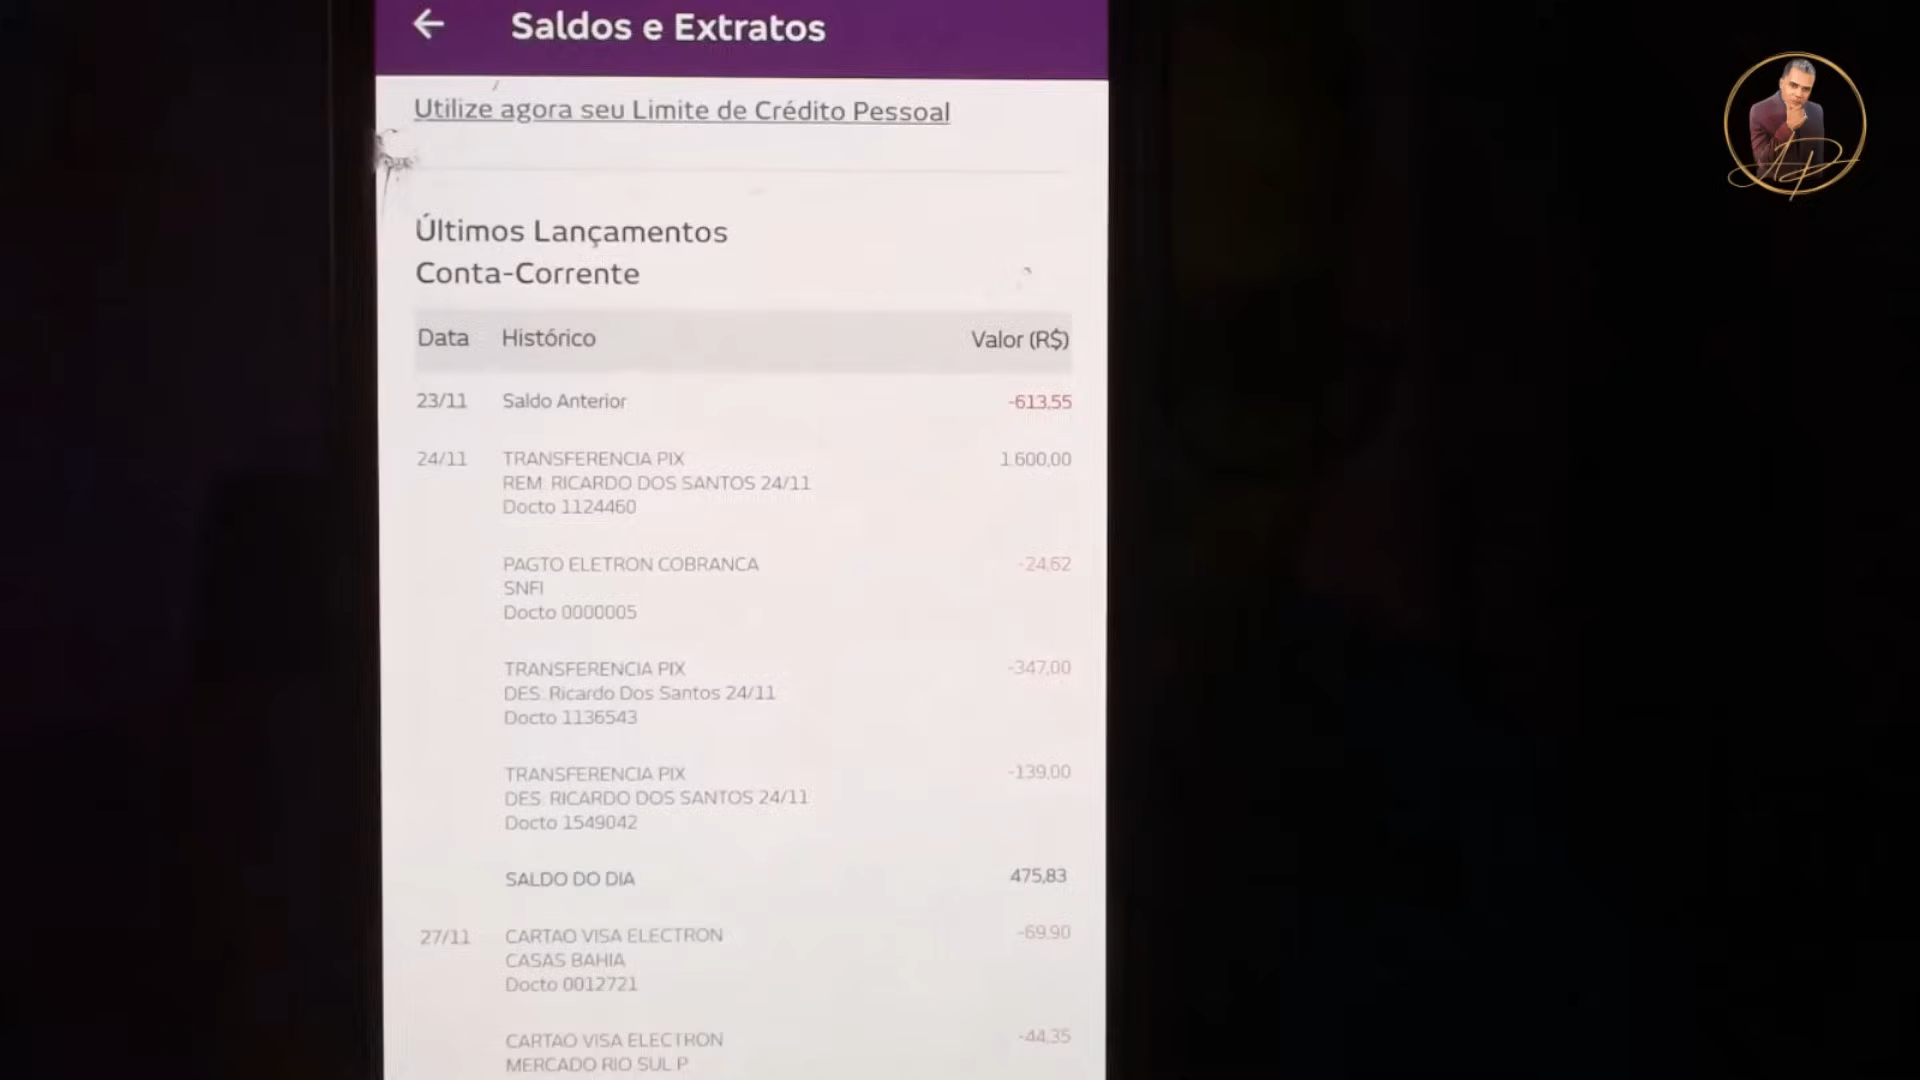 Saldos e Extratos
Utilize agora seu Limite de Crédito Pessoal
Últimos Lançamentos
Conta-Corrente
Data Histórico Valor (R$)
23/11 Saldo Anterior -613,55
24/11 TRANSFERENCIA PIX 1.600,00
REM: RICARDO DOS SANTOS 24/11
Docto 1124460
PAGTO ELETRON COBRANCA -24,62
SNFI
Docto 0000005
TRANSFERENCIA PIX -347,00
DES: Ricardo Dos Santos 24/11
Docto 1136543
TRANSFERENCIA PIX -139,00
DES: RICARDO DOS SANTOS 24/11
Docto 1549042
SALDO DO DIA 475,83
27/11 CARTAO VISA ELECTRON -69,90
CASAS BAHIA
Docto 0012721
CARTAO VISA ELECTRON -44,35
MERCADO RIO SUL P